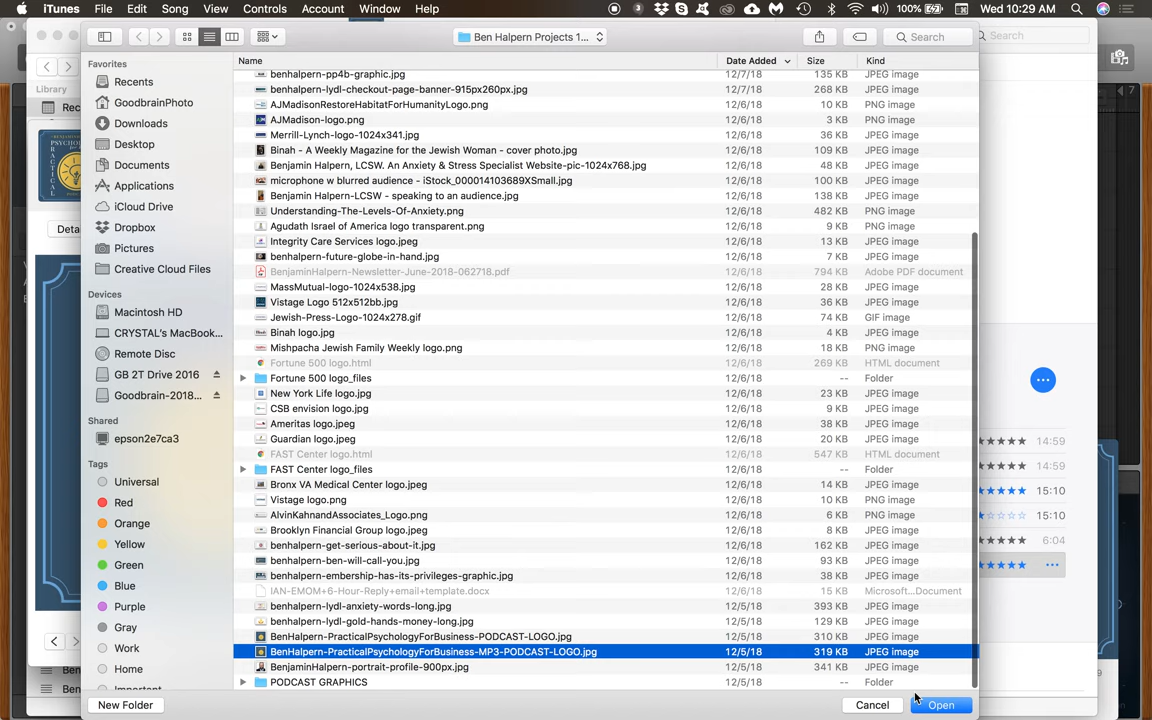 iTunes File Edit Song View Controls Account Window Help 3 100% Wed 10:29 AM
Ben Halpern Projects 1... Search Search
Favorites Name Date Added Size Kind
Library
benhalpern-pp4b-graphic.jpg 12/7/18 135 KB JPEG image
Recents benhalpern-lydl-checkout-page-banner-915px260px.jpg 12/7/18 268 KB JPEG image 7
GoodbrainPhoto AJMadisonRestoreHabitatForHumanityLogo.png 12/6/18 10 KB PNG image
Rec
Downloads AJMadison-logo.png 12/6/18 3 KB PNG image
Merrill-Lynch-logo-1024x341.jpg 12/6/18 36 KB JPEG image
Desktop Binah - A Weekly Magazine for the Jewish Woman - cover photo.jpg 12/6/18 109 KB JPEG image
Documents Benjamin Halpern, LCSW. An Anxiety & Stress Specialist Website-pic-1024x768.jpg 12/6/18 48 KB JPEG image
Applications microphone w blurred audience - iStock_000014103689XSmall.jpg 12/6/18 100 KB JPEG image
Benjamin Halpern-LCSW - speaking to an audience.jpg 12/6/18 138 KB JPEG image
iCloud Drive Understanding-The-Levels-Of-Anxiety.png 12/6/18 482 KB PNG image
Dropbox Agudath Israel of America logo transparent.png 12/6/18 9 KB PNG image
Deta
Pictures Integrity Care Services logo.jpeg 12/6/18 13 KB JPEG image
benhalpern-future-globe-in-hand.jpg 12/6/18 7 KB JPEG image
Creative Cloud Files BenjaminHalpern-Newsletter-June-2018-062718.pdf 12/6/18 794 KB Adobe PDF document
Devices MassMutual-logo-1024x538.jpg 12/6/18 28 KB JPEG image
Vistage Logo 512x512bb.jpg 12/6/18 36 KB JPEG image
Macintosh HD Jewish-Press-Logo-1024x278.gif 12/6/18 74 KB GIF image
CRYSTAL's MacBook... Binah logo.jpg 12/6/18 4 KB JPEG image
Remote Disc Mishpacha Jewish Family Weekly logo.png 12/6/18 18 KB PNG image
Fortune 500 logo.html 12/6/18 269 KB HTML document
GB 2T Drive 2016 Fortune 500 logo_files 12/6/18 -- Folder
Goodbrain-2018... New York Life logo.jpg 12/6/18 23 KB JPEG image
CSB envision logo.jpg 12/6/18 9 KB JPEG image
Shared Ameritas logo.jpeg 12/6/18 38 KB JPEG image
epson2e7ca3 Guardian logo.jpeg 12/6/18 20 KB JPEG image 14:59
FAST Center logo.html 12/6/18 547 KB HTML document
Tags FAST Center logo_files 12/6/18 -- Folder 14:59
Universal Bronx VA Medical Center logo.jpeg 12/6/18 14 KB JPEG image 15:10
Red Vistage logo.png 12/6/18 10 KB JPEG image
Orange AlvinKahnandAssociates_Logo.png 12/6/18 6 KB PNG image 15:10
Brooklyn Financial Group logo.jpeg 12/6/18 8 KB JPEG image
Yellow benhalpern-get-serious-about-it.jpg 12/6/18 162 KB JPEG image 6:04
Green benhalpern-ben-will-call-you.jpg 12/6/18 93 KB JPEG image
benhalpern-embership-has-its-privileges-graphic.jpg 12/6/18 38 KB JPEG image
Blue IAN-EMOM+6-Hour-Reply+email+template.docx 12/6/18 15 KB Microsoft...Document
Purple benhalpern-lydl-anxiety-words-long.jpg 12/5/18 393 KB JPEG image
Gray benhalpern-lydl-gold-hands-money-long.jpg 12/5/18 129 KB JPEG image
BenHalpern-PracticalPsychologyForBusiness-PODCAST-LOGO.jpg 12/5/18 310 KB JPEG image
Work BenHalpern-PracticalPsychologyForBusiness-MP3-PODCAST-LOGO.jpg 12/5/18 319 KB JPEG image
Home BenjaminHalpern-portrait-profile-900px.jpg 12/5/18 341 KB JPEG image
Ben
Important PODCAST GRAPHICS 12/5/18 -- Folder
Ben
New Folder Cancel Open